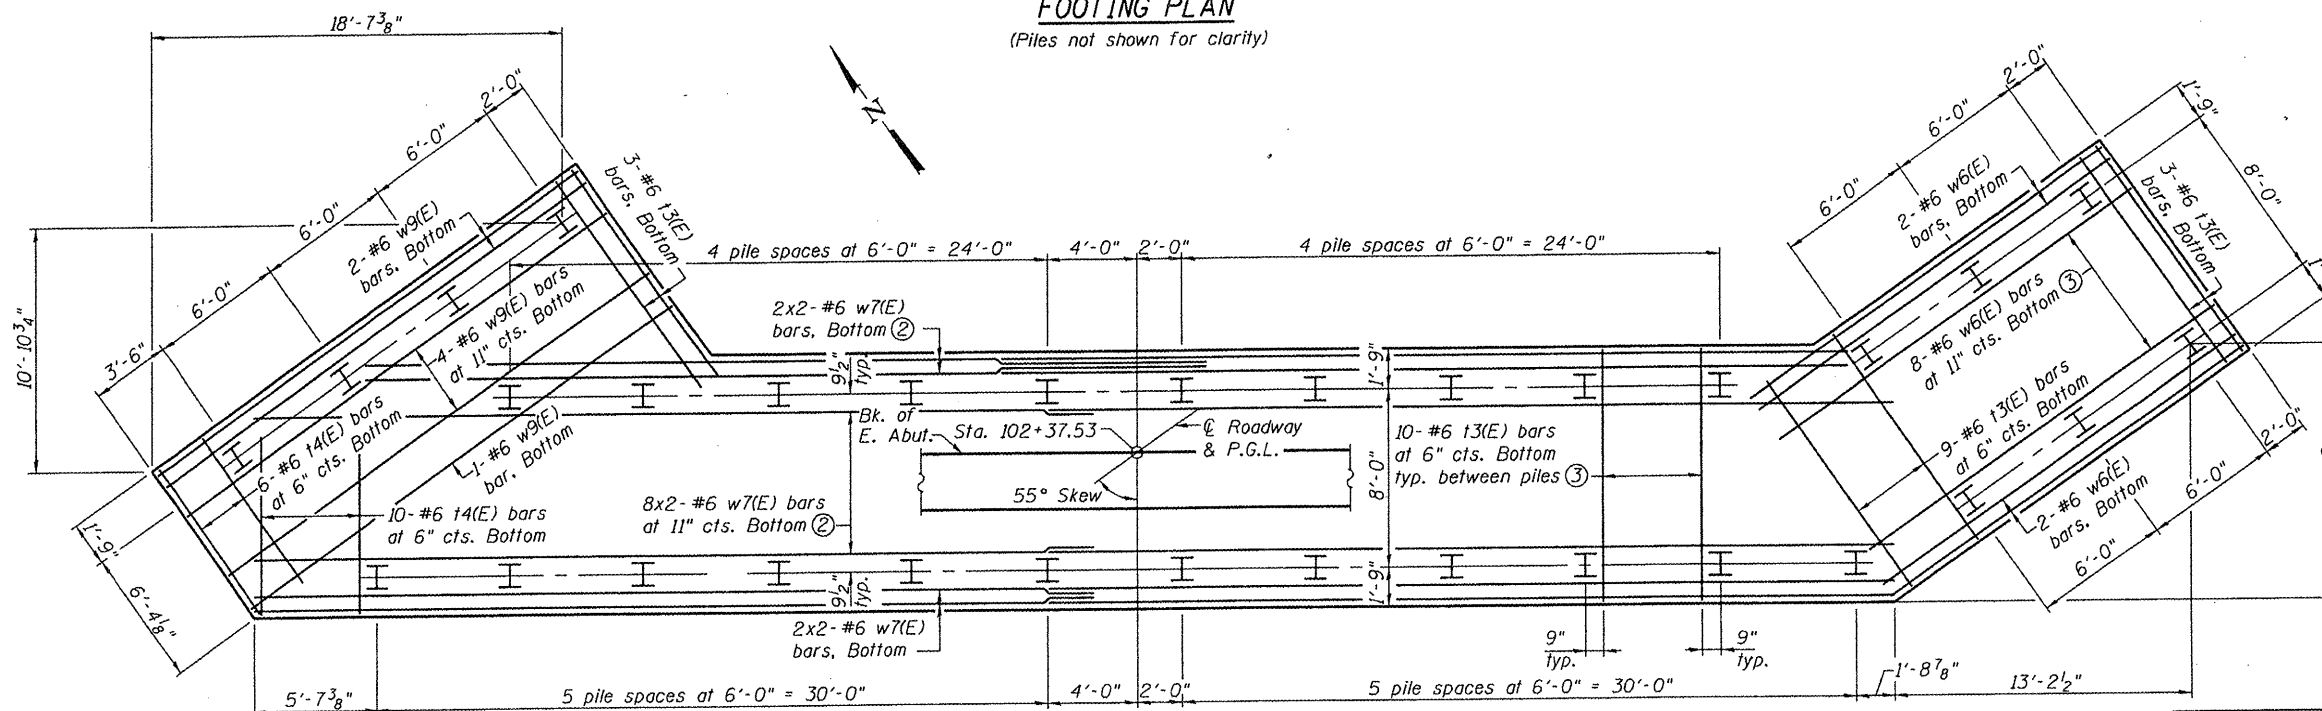 FOOTING PLAN
(Piles not shown for clarity)
18'-7⅜"
2'-0"
6'-0"
6'-0"
6'-0"
3'-6"
10'-10¾"
2-#6 w9(E)
bars, Bottom
3-#6 t3(E)
bars, Bottom
4-#6 w9(E) bars
at 11" cts. Bottom
6-#6 t4(E) bars
at 6" cts. Bottom
1-#6 w9(E)
bar, Bottom
10-#6 t4(E) bars
at 6" cts. Bottom
1'-9"
6'-4⅛"
N
4 pile spaces at 6'-0" = 24'-0"
4'-0"
2'-0"
4 pile spaces at 6'-0" = 24'-0"
2x2-#6 w7(E)
bars, Bottom ②
9½"
typ.
1'-9"
Bk. of
E. Abut.
Sta. 102+37.53
℄ Roadway
& P.G.L.
55° Skew
8x2-#6 w7(E) bars
at 11" cts. Bottom ②
8'-0"
10-#6 t3(E) bars
at 6" cts. Bottom
typ. between piles ③
9½"
typ.
1'-9"
2x2-#6 w7(E)
bars, Bottom
9"
typ.
9"
typ.
2'-0"
6'-0"
6'-0"
1'-9"
8'-0"
2-#6 w6(E)
bars, Bottom
3-#6 t3(E)
bars, Bottom
8-#6 w6(E) bars
at 11" cts. Bottom ③
9-#6 t3(E) bars
at 6" cts. Bottom
2-#6 w6(E)
bars, Bottom
2'-0"
6'-0"
6'-0"
5'-7⅜"
5 pile spaces at 6'-0" = 30'-0"
4'-0"
2'-0"
5 pile spaces at 6'-0" = 30'-0"
1'-8⅞"
13'-2½"